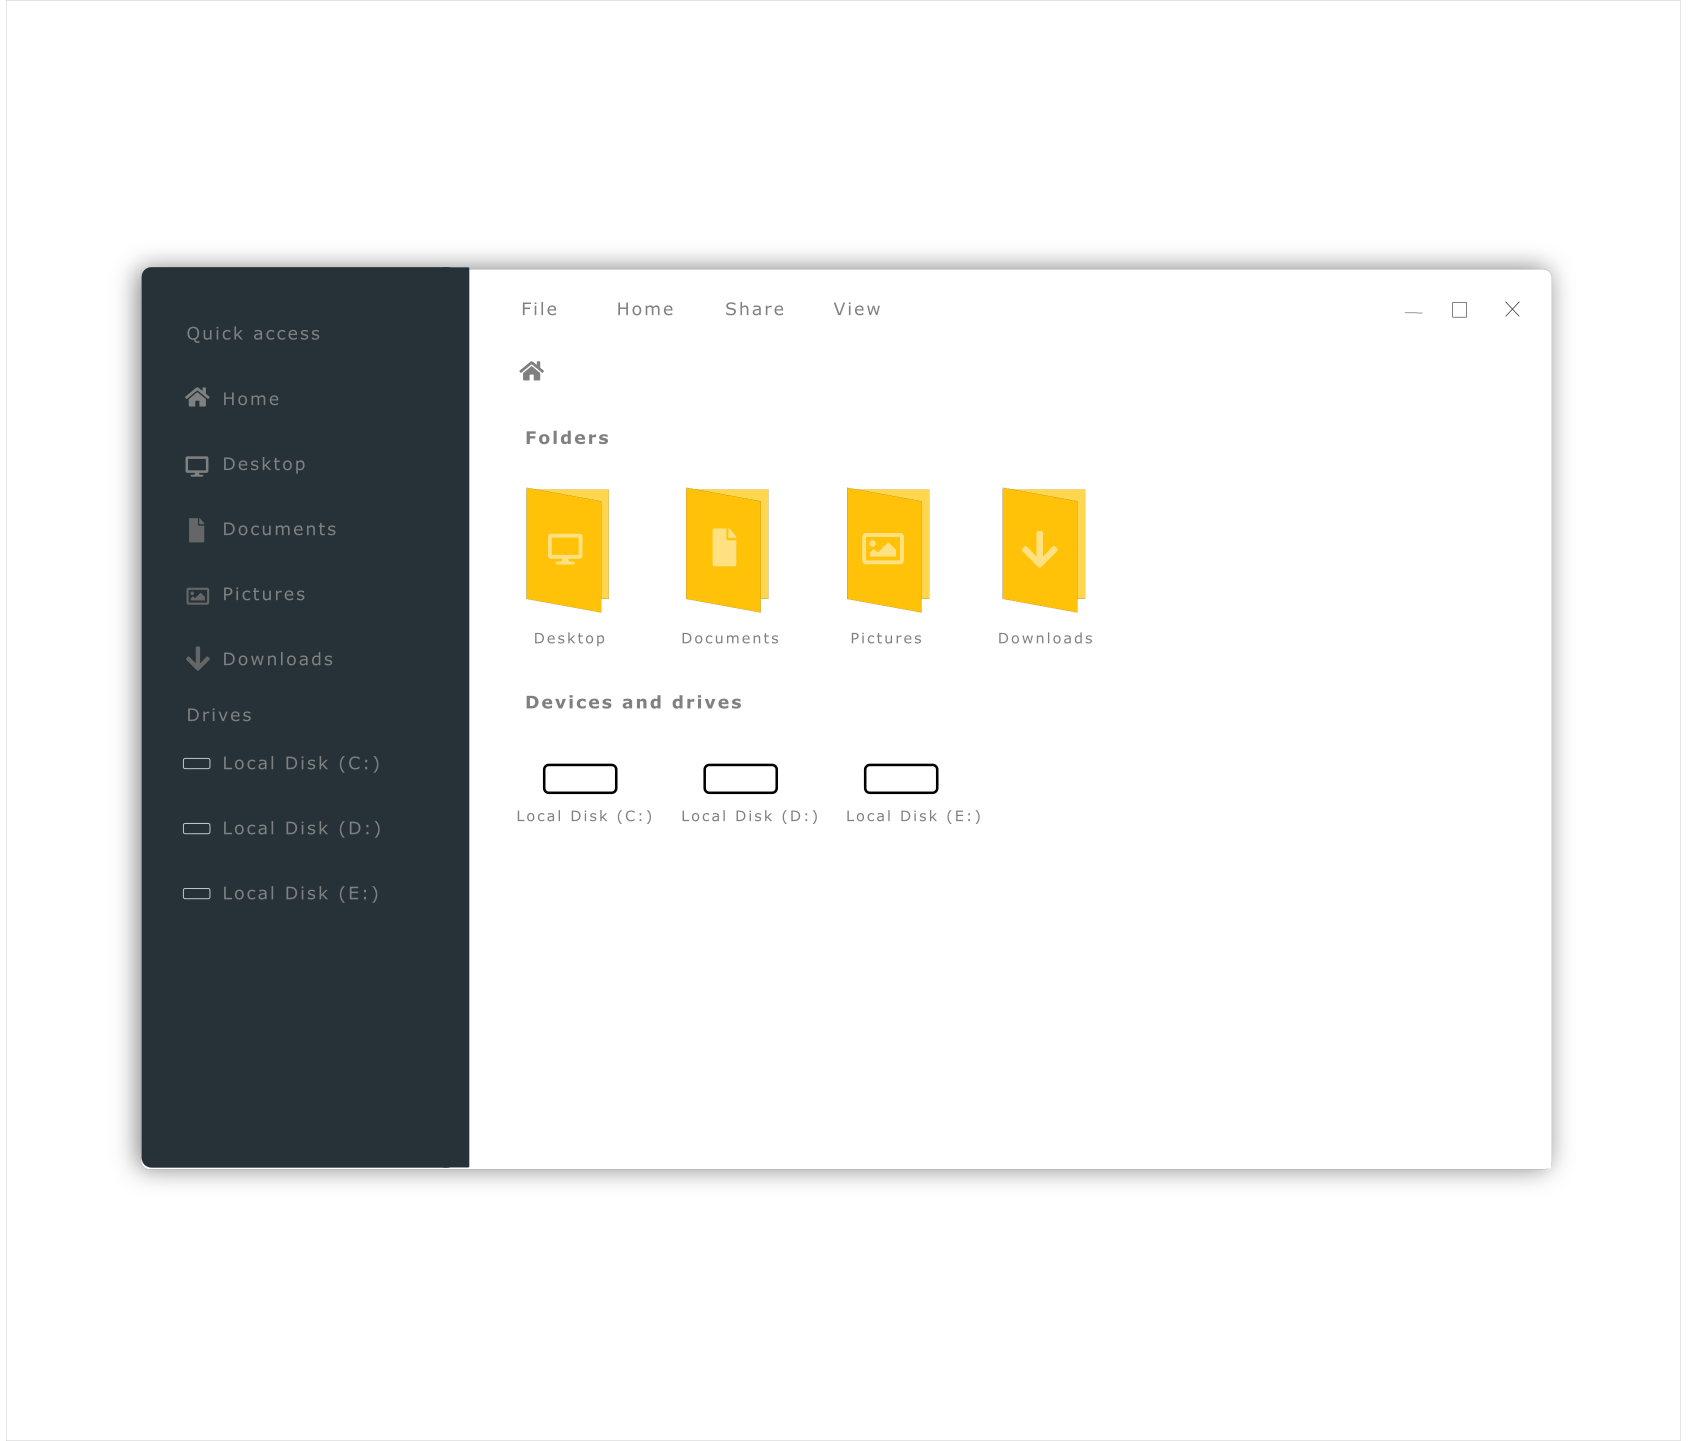 Quick access
Home
Desktop
Documents
Pictures
Downloads
Drives
Local Disk (C:)
Local Disk (D:)
Local Disk (E:)
File Home Share View
Folders
Desktop Documents Pictures Downloads
Devices and drives
Local Disk (C:) Local Disk (D:) Local Disk (E:)